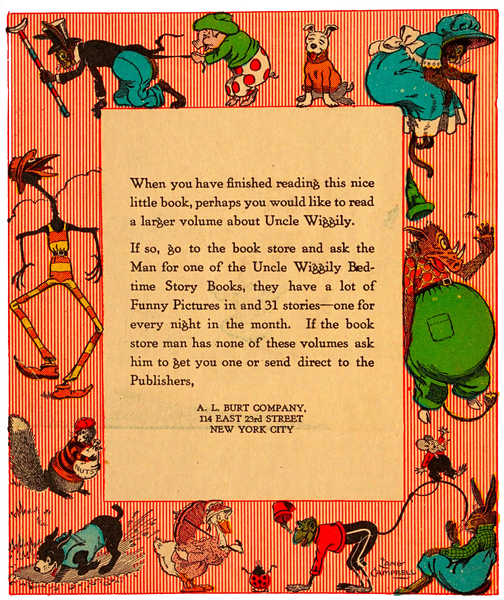 When you have finished reading this nice
little book, perhaps you would like to read
a larger volume about Uncle Wiggily.
If so, go to the book store and ask the
Man for one of the Uncle Wiggily Bed-
time Story Books, they have a lot of
Funny Pictures in and 31 stories—one for
every night in the month. If the book
store man has none of these volumes ask
him to get you one or send direct to the
Publishers,
A. L. BURT COMPANY,
114 EAST 23rd STREET
NEW YORK CITY
LANG
CAMPBELL